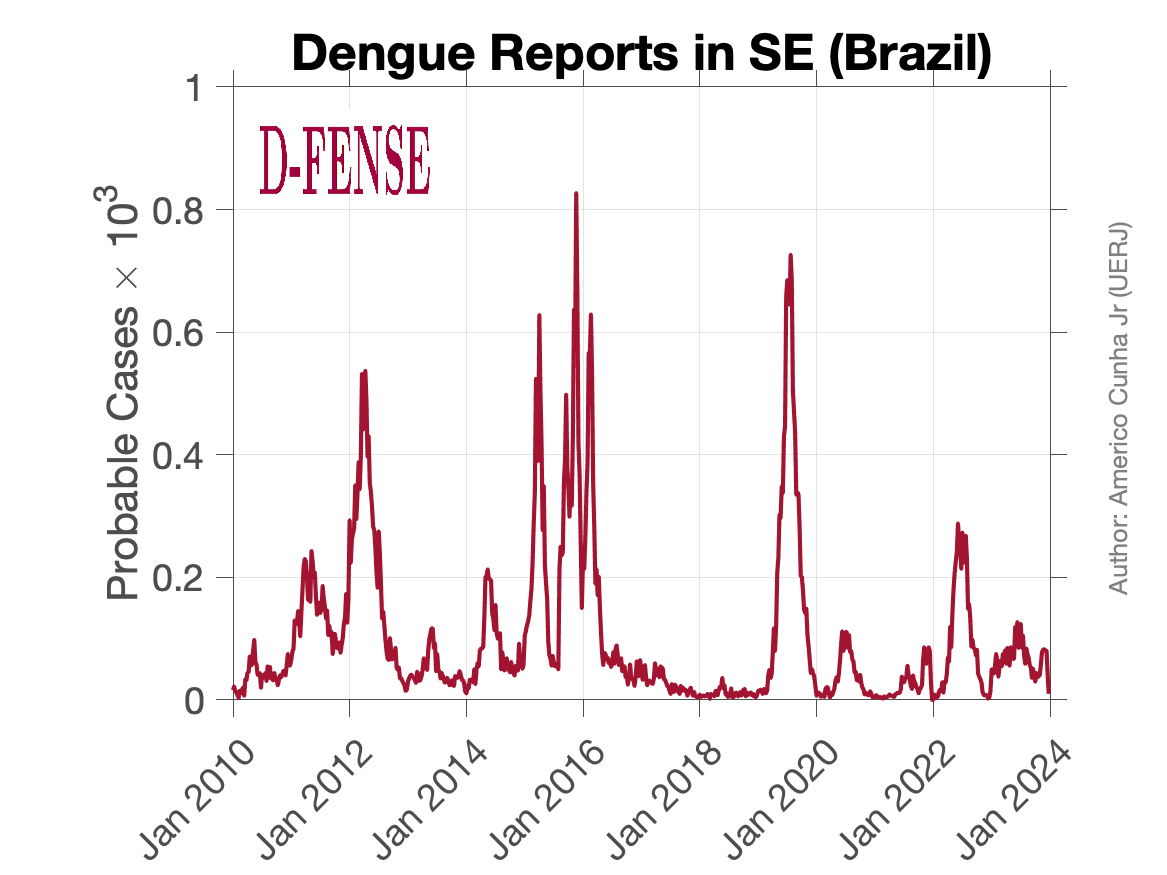 Dengue Reports in SE (Brazil)
D-FENSE
Probable Cases × 10³
1
0.8
0.6
0.4
0.2
0
Jan 2010
Jan 2012
Jan 2014
Jan 2016
Jan 2018
Jan 2020
Jan 2022
Jan 2024
Author: Americo Cunha Jr (UERJ)